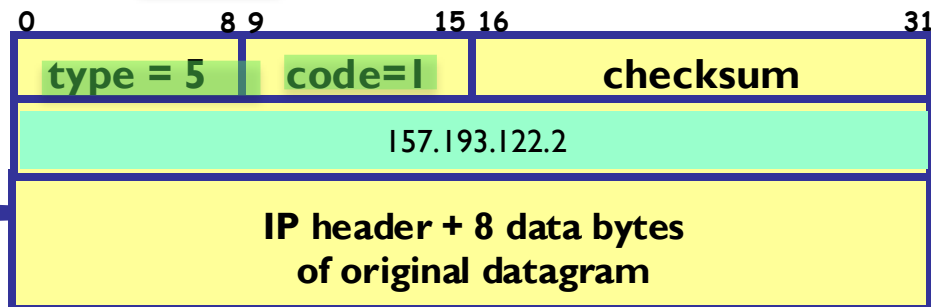 0 8 9 15 16 31
type = 5 code=1 checksum
157.193.122.2
IP header + 8 data bytes
of original datagram